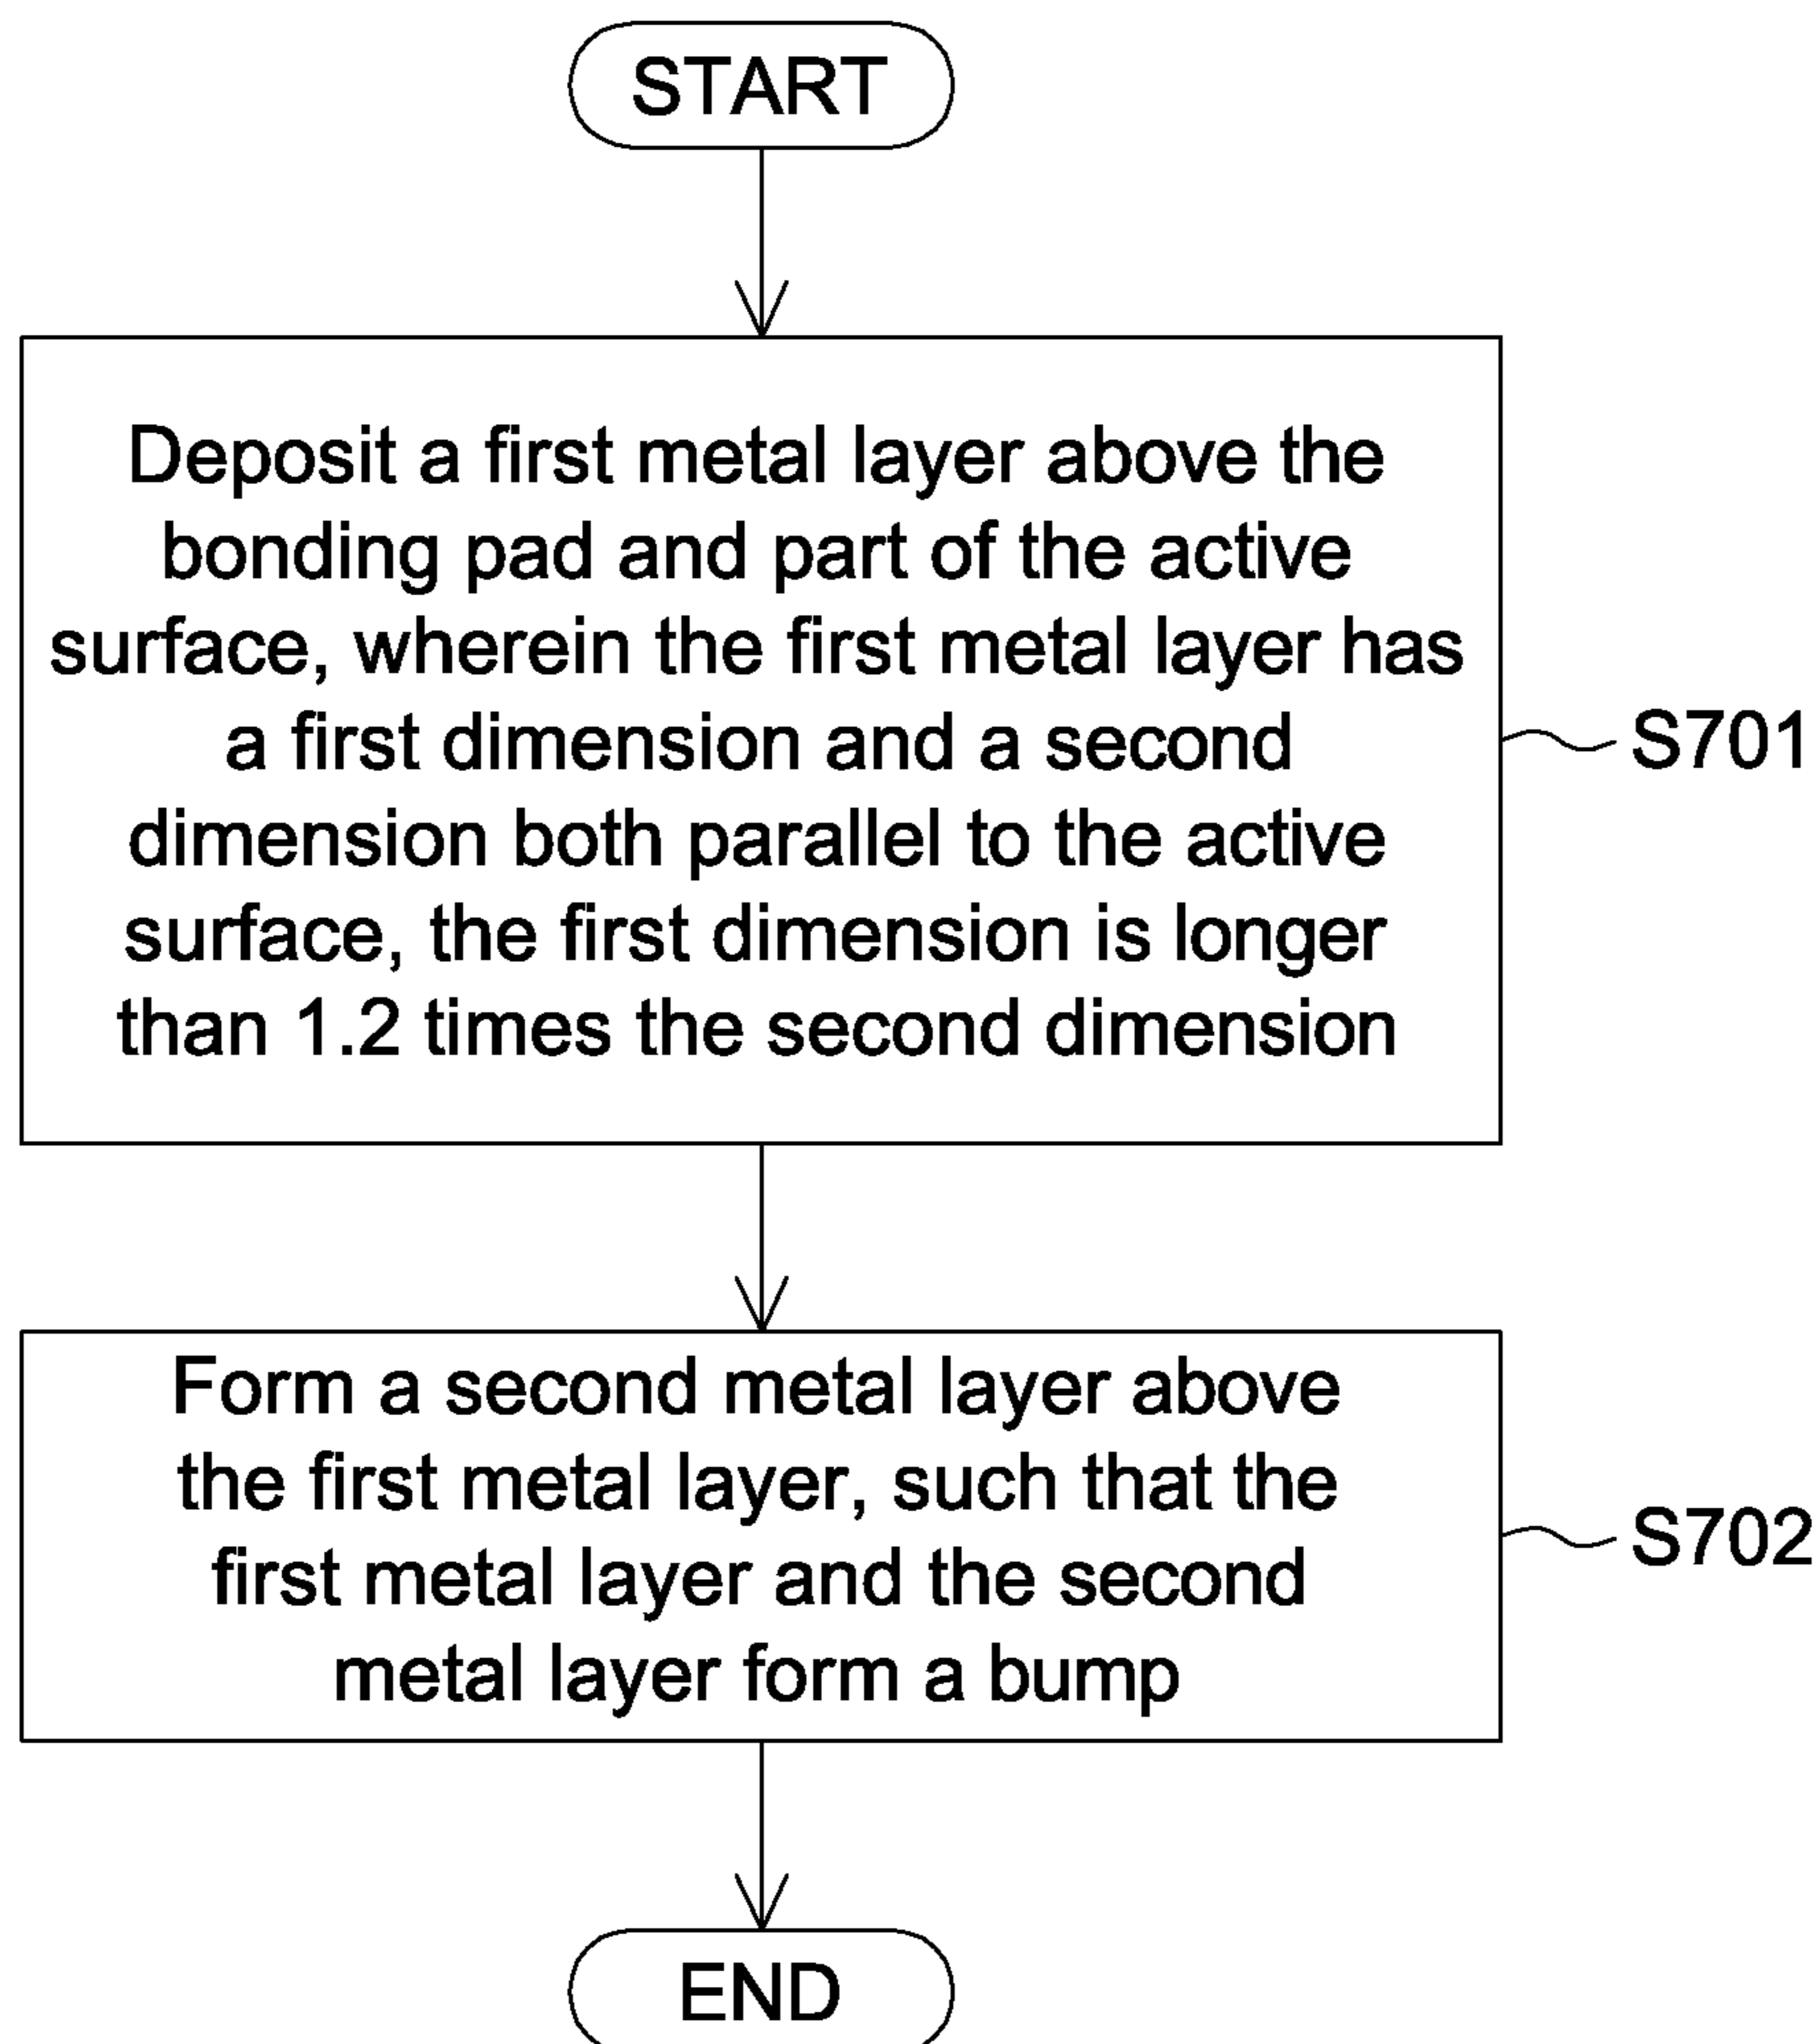 START
Deposit a first metal layer above the
bonding pad and part of the active
surface, wherein the first metal layer has
a first dimension and a second
dimension both parallel to the active
surface, the first dimension is longer
than 1.2 times the second dimension
S701
Form a second metal layer above
the first metal layer, such that the
first metal layer and the second
metal layer form a bump
S702
END